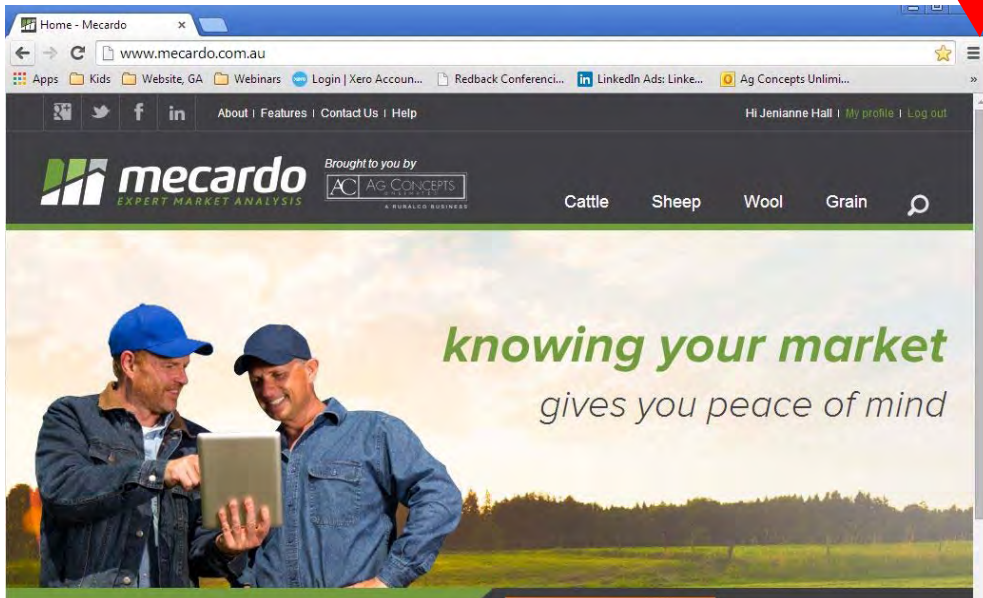 Home - Mecardo
www.mecardo.com.au
Apps Kids Website, GA Webinars Login | Xero Accoun... Redback Conferenci... LinkedIn Ads: Linke... Ag Concepts Unlimi... »
About | Features | Contact Us | Help Hi Jenianne Hall | My profile | Log out
mecardo
EXPERT MARKET ANALYSIS
Brought to you by
AC AG CONCEPTS
UNLIMITED
A RURALCO BUSINESS
Cattle Sheep Wool Grain
knowing your market
gives you peace of mind